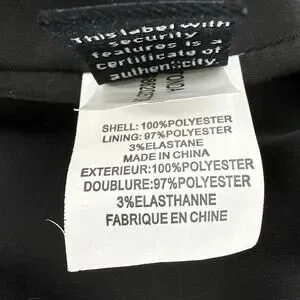 This label with
security
features is a
certificate of
authenticity.
SHELL: 100%POLYESTER
LINING: 97%POLYESTER
3%ELASTANE
MADE IN CHINA
EXTERIEUR:100%POLYESTER
DOUBLURE:97%POLYESTER
3%ELASTHANNE
FABRIQUE EN CHINE